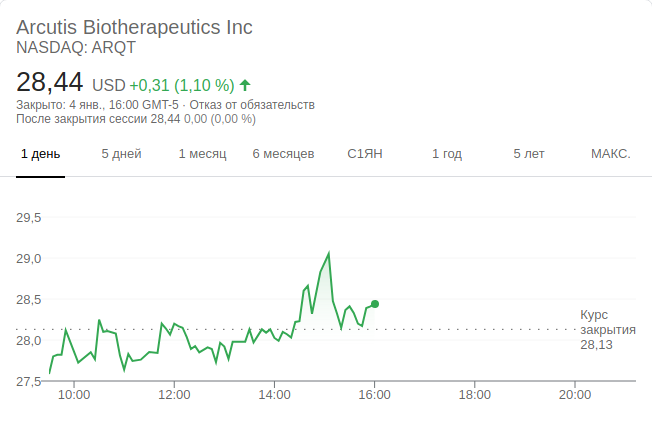 Arcutis Biotherapeutics Inc
NASDAQ: ARQT
28,44 USD +0,31 (1,10 %)
Закрыто: 4 янв., 16:00 GMT-5 · Отказ от обязательств
После закрытия сессии 28,44 0,00 (0,00 %)
1 день 5 дней 1 месяц 6 месяцев С1ЯН 1 год 5 лет МАКС.
29,5
29,0
28,5
Курс
закрытия
28,13
28,0
27,5
10:00 12:00 14:00 16:00 18:00 20:00